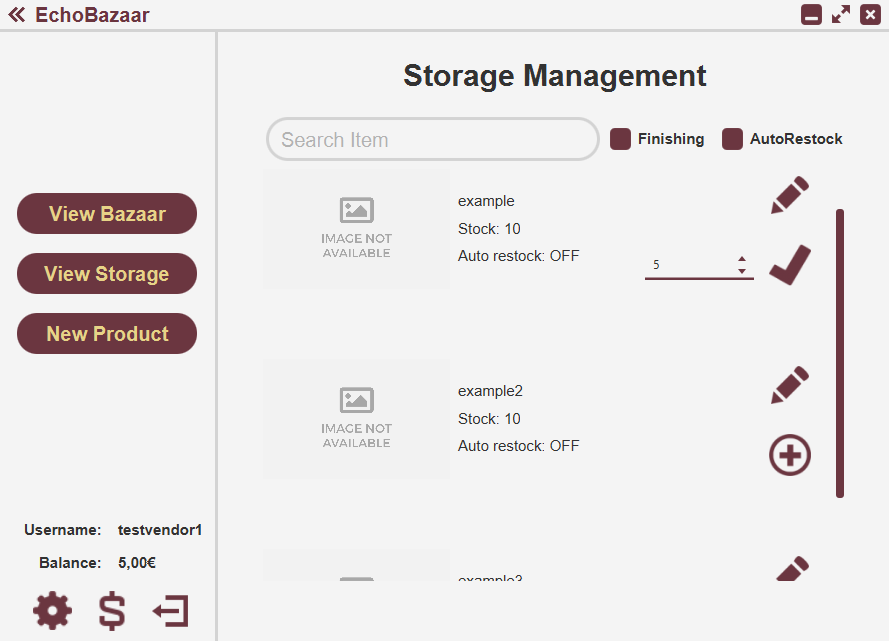 EchoBazaar
Storage Management
Search Item
Finishing
AutoRestock
View Bazaar
View Storage
New Product
IMAGE NOT
AVAILABLE
example
Stock: 10
Auto restock: OFF
5
IMAGE NOT
AVAILABLE
example2
Stock: 10
Auto restock: OFF
example3
Username: testvendor1
Balance: 5,00€